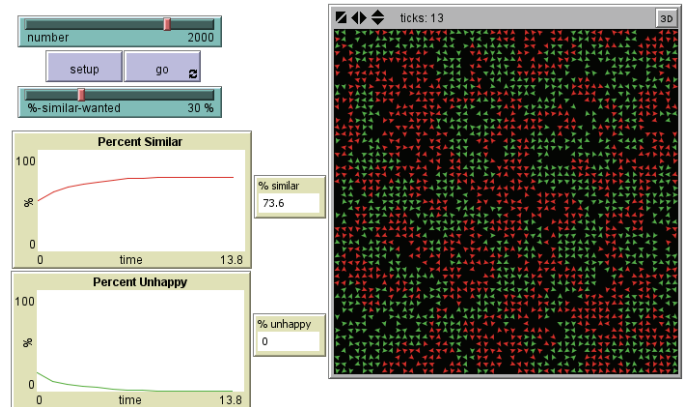 number 2000
setup go
%-similar-wanted 30 %
Percent Similar
100
%
0
0 time 13.8
% similar
73.6
Percent Unhappy
100
%
0
0 time 13.8
% unhappy
0
ticks: 13
3D